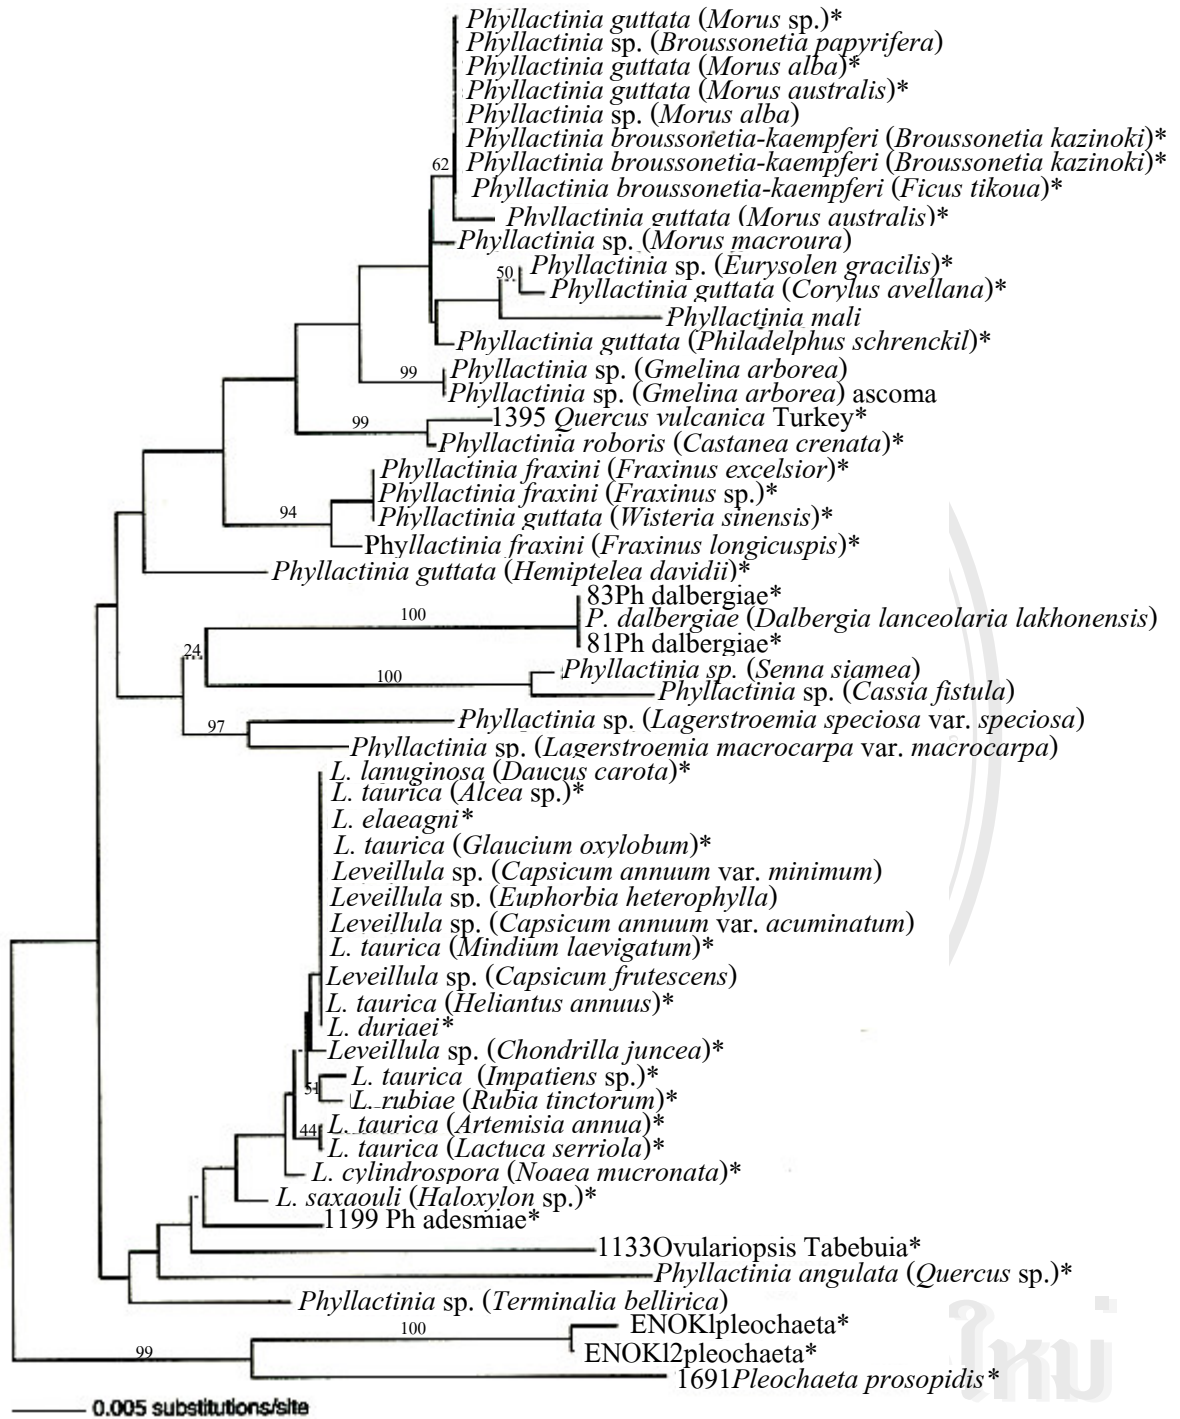 Phyllactinia guttata (Morus sp.)*
Phyllactinia sp. (Broussonetia papyrifera)
Phyllactinia guttata (Morus alba)*
Phyllactinia guttata (Morus australis)*
Phyllactinia sp. (Morus alba)
Phyllactinia broussonetia-kaempferi (Broussonetia kazinoki)*
Phyllactinia broussonetia-kaempferi (Broussonetia kazinoki)*
62
Phyllactinia broussonetia-kaempferi (Ficus tikoua)*
Phyllactinia guttata (Morus australis)*
Phyllactinia sp. (Morus macroura)
Phyllactinia sp. (Eurysolen gracilis)*
50
Phyllactinia guttata (Corylus avellana)*
Phyllactinia mali
Phyllactinia guttata (Philadelphus schrenckil)*
Phyllactinia sp. (Gmelina arborea)
99
Phyllactinia sp. (Gmelina arborea) ascoma
1395 Quercus vulcanica Turkey*
99
Phyllactinia roboris (Castanea crenata)*
Phyllactinia fraxini (Fraxinus excelsior)*
Phyllactinia fraxini (Fraxinus sp.)*
94
Phyllactinia guttata (Wisteria sinensis)*
Phyllactinia fraxini (Fraxinus longicuspis)*
Phyllactinia guttata (Hemiptelea davidii)*
83Ph dalbergiae*
100
P. dalbergiae (Dalbergia lanceolaria lakhonensis)
81Ph dalbergiae*
24
Phyllactinia sp. (Senna siamea)
100
Phyllactinia sp. (Cassia fistula)
Phyllactinia sp. (Lagerstroemia speciosa var. speciosa)
97
Phyllactinia sp. (Lagerstroemia macrocarpa var. macrocarpa)
L. lanuginosa (Daucus carota)*
L. taurica (Alcea sp.)*
L. elaeagni*
L. taurica (Glaucium oxylobum)*
Leveillula sp. (Capsicum annuum var. minimum)
Leveillula sp. (Euphorbia heterophylla)
Leveillula sp. (Capsicum annuum var. acuminatum)
L. taurica (Mindium laevigatum)*
Leveillula sp. (Capsicum frutescens)
L. taurica (Heliantus annuus)*
L. duriaei*
Leveillula sp. (Chondrilla juncea)*
L. taurica (Impatiens sp.)*
51
L. rubiae (Rubia tinctorum)*
L. taurica (Artemisia annua)*
44
L. taurica (Lactuca serriola)*
L. cylindrospora (Noaea mucronata)*
L. saxaouli (Haloxylon sp.)*
1199 Ph adesmiae*
1133Ovulariopsis Tabebuia*
Phyllactinia angulata (Quercus sp.)*
Phyllactinia sp. (Terminalia bellirica)
ENOKlpleochaeta*
100
99
ENOKl2pleochaeta*
1691Pleochaeta prosopidis*
ใหม่
0.005 substitutions/site